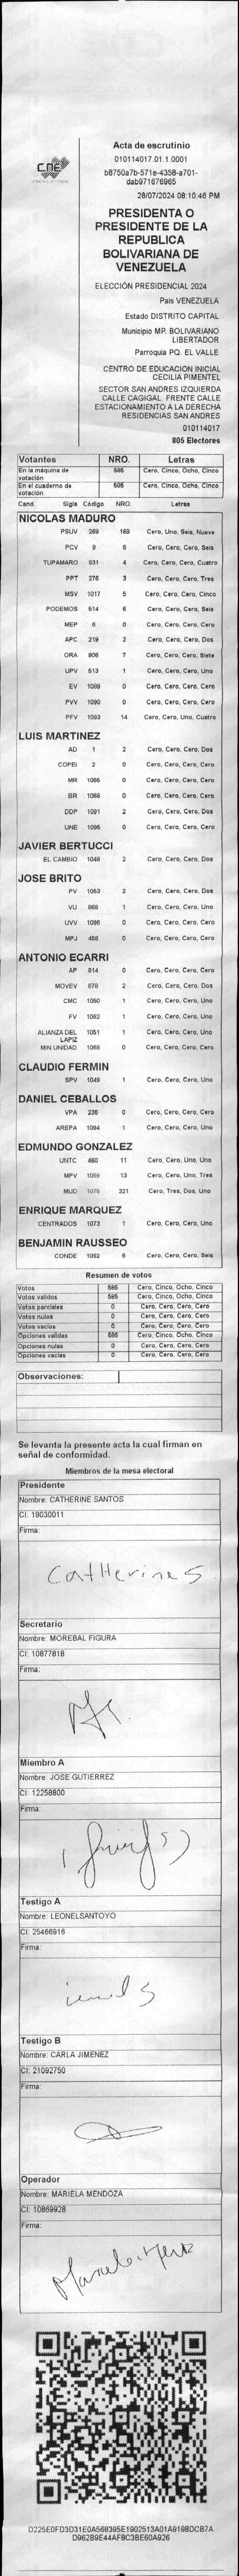 CNE
Acta de escrutinio
010114017.01.1.0001
b8750a7b-571e-4358-a701-
dab971676965
28/07/2024 08:10:46 PM
PRESIDENTA O
PRESIDENTE DE LA
REPUBLICA
BOLIVARIANA DE
VENEZUELA
ELECCIÓN PRESIDENCIAL 2024
País VENEZUELA
Estado DISTRITO CAPITAL
Municipio MP. BOLIVARIANO
LIBERTADOR
Parroquia PQ. EL VALLE
CENTRO DE EDUCACION INICIAL
CECILIA PIMENTEL
SECTOR SAN ANDRES IZQUIERDA
CALLE CAGIGAL. FRENTE CALLE
ESTACIONAMIENTO A LA DERECHA
RESIDENCIAS SAN ANDRES
010114017
805 Electores
Votantes NRO. Letras
En la máquina de votación 585 Cero, Cinco, Ocho, Cinco
En el cuaderno de votación 585 Cero, Cinco, Ocho, Cinco
Cand. Sigla Código NRO. Letras
NICOLAS MADURO
PSUV 269 169 Cero, Uno, Seis, Nueve
PCV 9 6 Cero, Cero, Cero, Seis
TUPAMARO 931 4 Cero, Cero, Cero, Cuatro
PPT 275 3 Cero, Cero, Cero, Tres
MSV 1017 5 Cero, Cero, Cero, Cinco
PODEMOS 514 6 Cero, Cero, Cero, Seis
MEP 6 0 Cero, Cero, Cero, Cero
APC 219 2 Cero, Cero, Cero, Dos
ORA 906 7 Cero, Cero, Cero, Siete
UPV 513 1 Cero, Cero, Cero, Uno
EV 1089 0 Cero, Cero, Cero, Cero
PVV 1090 0 Cero, Cero, Cero, Cero
PFV 1093 14 Cero, Cero, Uno, Cuatro
LUIS MARTINEZ
AD 1 2 Cero, Cero, Cero, Dos
COPEI 2 0 Cero, Cero, Cero, Cero
MR 1065 0 Cero, Cero, Cero, Cero
BR 1066 0 Cero, Cero, Cero, Cero
DDP 1091 2 Cero, Cero, Cero, Dos
UNE 1095 0 Cero, Cero, Cero, Cero
JAVIER BERTUCCI
EL CAMBIO 1048 2 Cero, Cero, Cero, Dos
JOSE BRITO
PV 1053 2 Cero, Cero, Cero, Dos
VU 868 1 Cero, Cero, Cero, Uno
UVV 1096 0 Cero, Cero, Cero, Cero
MPJ 458 0 Cero, Cero, Cero, Cero
ANTONIO ECARRI
AP 814 0 Cero, Cero, Cero, Cero
MOVEV 878 2 Cero, Cero, Cero, Dos
CMC 1050 1 Cero, Cero, Cero, Uno
FV 1062 1 Cero, Cero, Cero, Uno
ALIANZA DEL LAPIZ 1051 1 Cero, Cero, Cero, Uno
MIN UNIDAD 1068 0 Cero, Cero, Cero, Cero
CLAUDIO FERMIN
SPV 1049 1 Cero, Cero, Cero, Uno
DANIEL CEBALLOS
VPA 236 0 Cero, Cero, Cero, Cero
AREPA 1094 1 Cero, Cero, Cero, Uno
EDMUNDO GONZALEZ
UNTC 460 11 Cero, Cero, Uno, Uno
MPV 1069 13 Cero, Cero, Uno, Tres
MUD 1075 321 Cero, Tres, Dos, Uno
ENRIQUE MARQUEZ
CENTRADOS 1073 1 Cero, Cero, Cero, Uno
BENJAMIN RAUSSEO
CONDE 1092 6 Cero, Cero, Cero, Seis
Resumen de votos
Votos 585 Cero, Cinco, Ocho, Cinco
Votos validos 585 Cero, Cinco, Ocho, Cinco
Votos parciales 0 Cero, Cero, Cero, Cero
Votos nulos 0 Cero, Cero, Cero, Cero
Votos vacíos 0 Cero, Cero, Cero, Cero
Opciones validas 585 Cero, Cinco, Ocho, Cinco
Opciones nulas 0 Cero, Cero, Cero, Cero
Opciones vacias 0 Cero, Cero, Cero, Cero
Observaciones:
Se levanta la presente acta la cual firman en
señal de conformidad.
Miembros de la mesa electoral
Presidente
Nombre: CATHERINE SANTOS
CI: 19030011
Firma:
Catherine S
Secretario
Nombre: MOREBAL FIGURA
CI: 10877818
Firma:
Miembro A
Nombre: JOSE GUTIERREZ
CI: 12258800
Firma:
Testigo A
Nombre: LEONELSANTOYO
CI: 25466916
Firma:
Testigo B
Nombre: CARLA JIMENEZ
CI: 21092750
Firma:
Operador
Nombre: MARIELA MENDOZA
CI: 10869928
Firma:
D225E0FD3D31E0A568395E1902513A01A9198DCB7A
D962B9E44AF8C3BE60A926